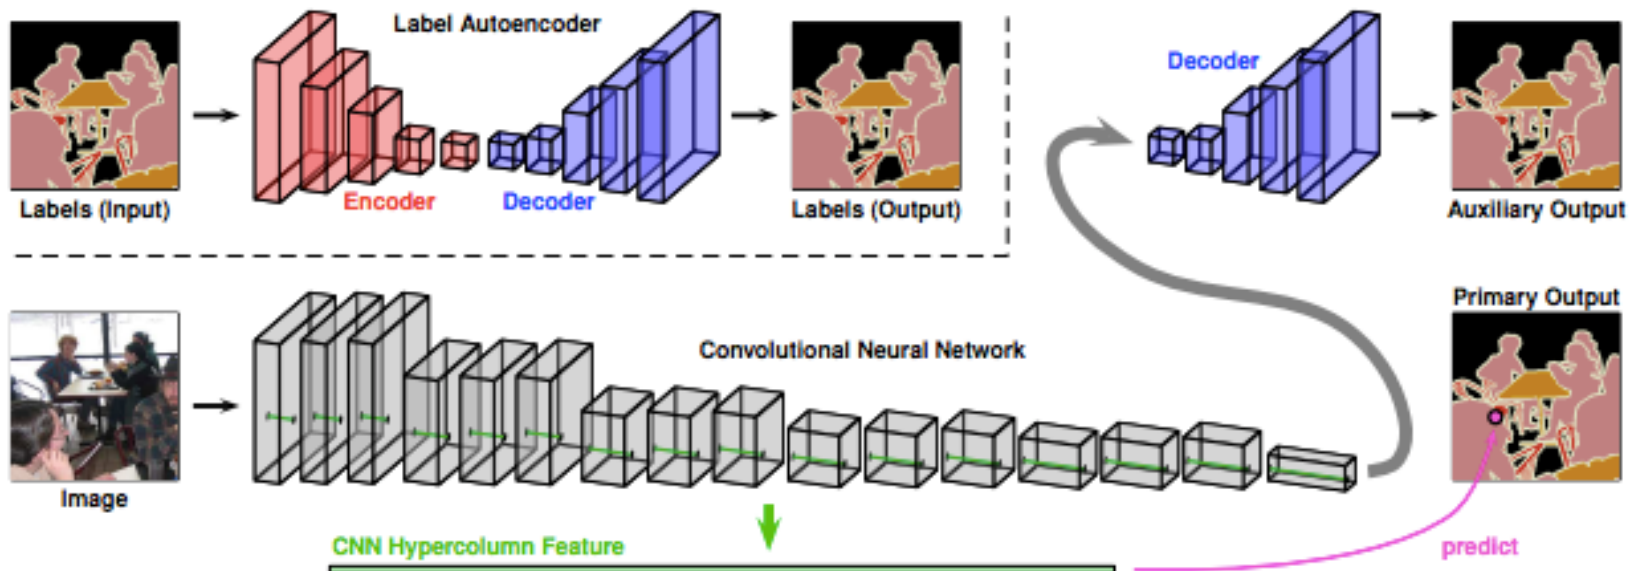 Label Autoencoder
Decoder
Encoder
Decoder
Labels (Input)
Labels (Output)
Auxiliary Output
Primary Output
Convolutional Neural Network
Image
CNN Hypercolumn Feature
predict